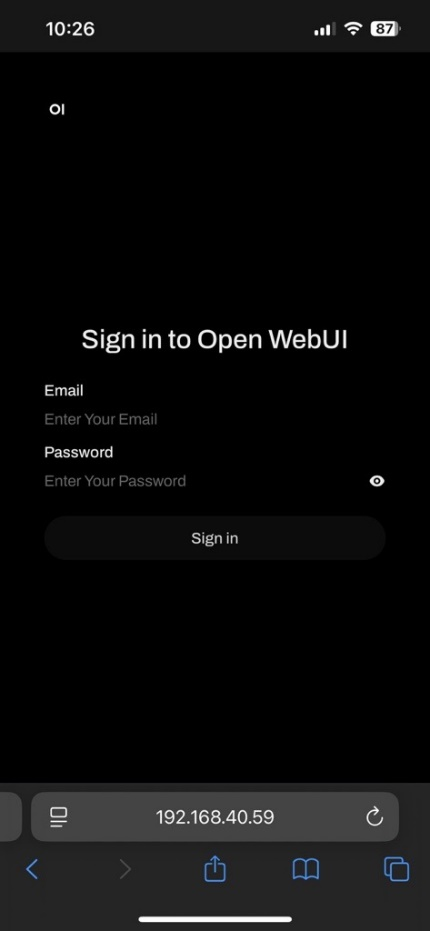 10:26
87
OI
Sign in to Open WebUI
Email
Enter Your Email
Password
Enter Your Password
Sign in
192.168.40.59